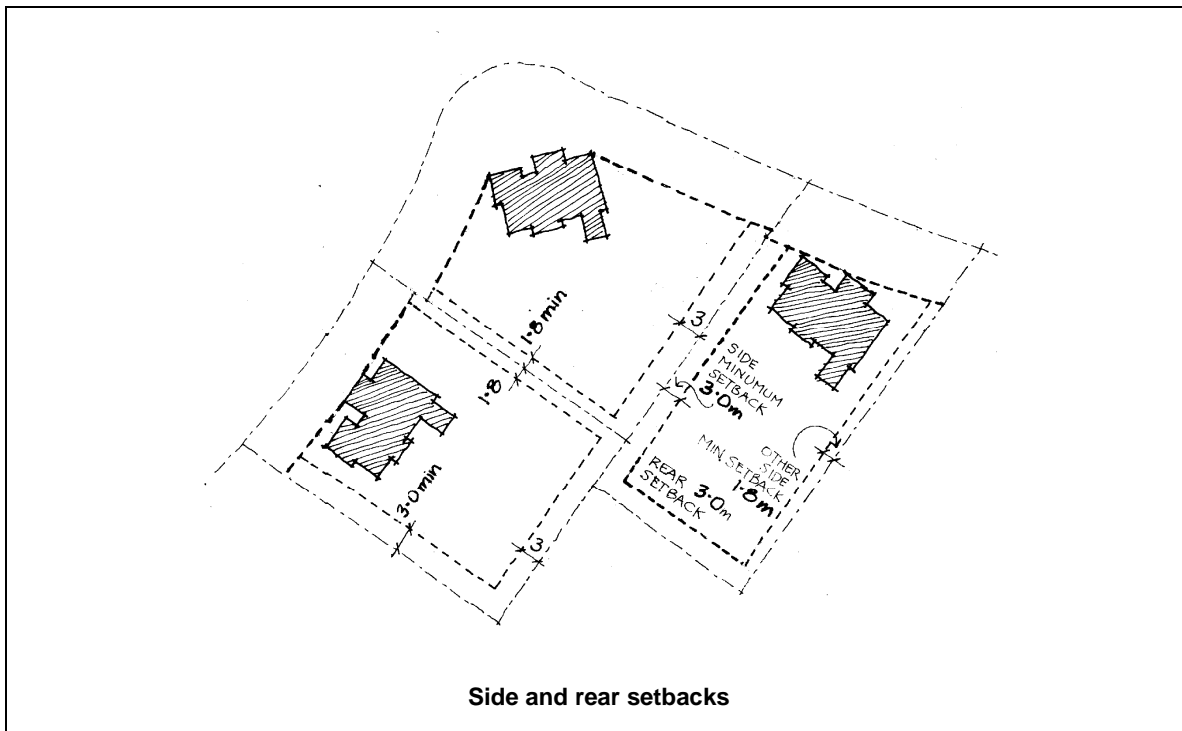 1.8 min
1.8
3.0 min
3
3
SIDE
MINUMUM
SETBACK
3.0m
OTHER
SIDE
MIN. SETBACK
1.8m
REAR 3.0m
SETBACK
Side and rear setbacks